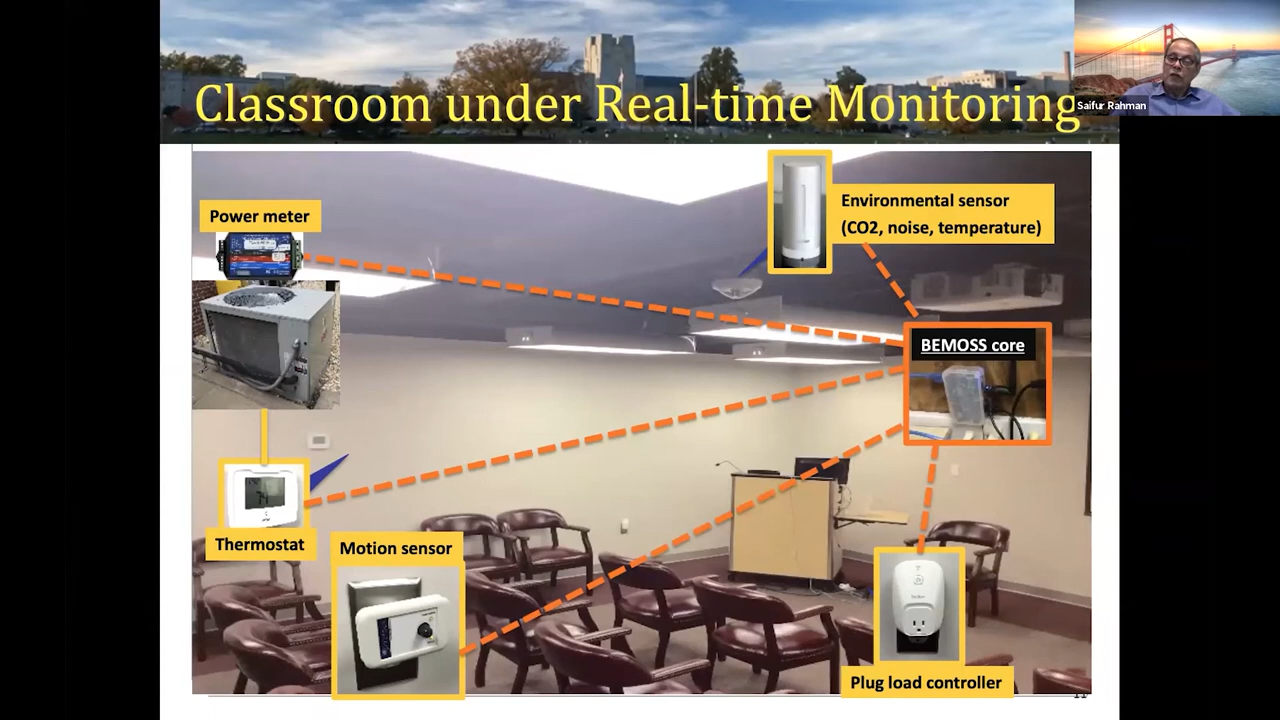 Classroom under Real-time Monitoring
Saifur Rahman
Power meter
Environmental sensor
(CO2, noise, temperature)
BEMOSS core
Thermostat
Motion sensor
Plug load controller
11